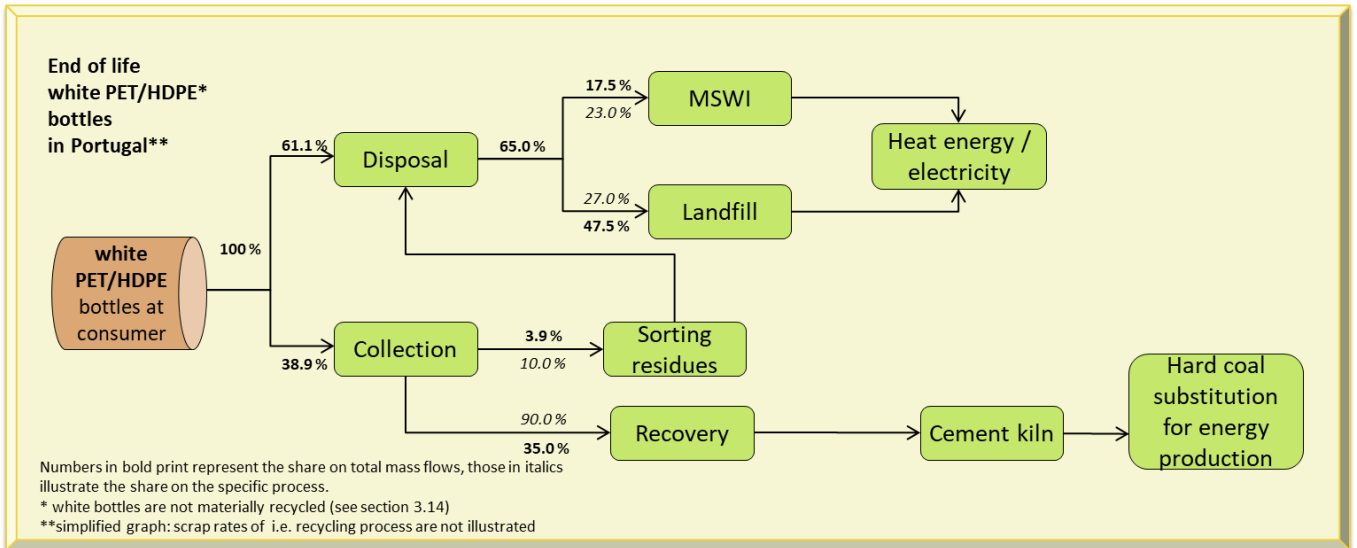 End of life
white PET/HDPE*
bottles
in Portugal**
white
PET/HDPE
bottles at
consumer
100 %
61.1 %
Disposal
65.0 %
17.5 %
23.0 %
MSWI
27.0 %
47.5 %
Landfill
Heat energy /
electricity
38.9 %
Collection
3.9 %
10.0 %
Sorting
residues
90.0 %
35.0 %
Recovery
Cement kiln
Hard coal
substitution
for energy
production
Numbers in bold print represent the share on total mass flows, those in italics
illustrate the share on the specific process.
* white bottles are not materially recycled (see section 3.14)
**simplified graph: scrap rates of i.e. recycling process are not illustrated